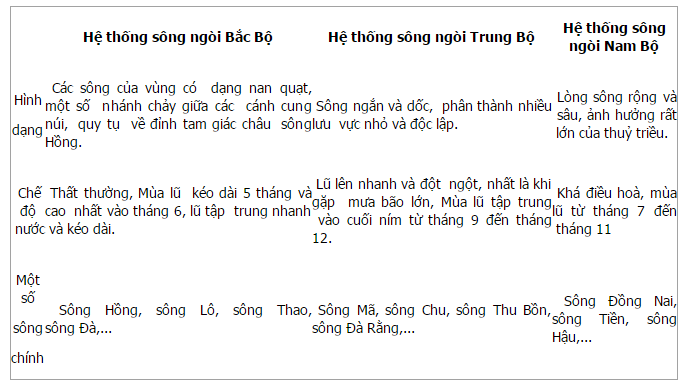 Hệ thống sông ngòi Bắc Bộ
Hệ thống sông ngòi Trung Bộ
Hệ thống sông
ngòi Nam Bộ
Hình
dạng
Các sông của vùng có dạng nan quạt,
một số nhánh chảy giữa các cánh cung
núi, quy tụ về đỉnh tam giác châu sông
Hồng.
Sông ngắn và dốc, phân thành nhiều
lưu vực nhỏ và độc lập.
Lòng sông rộng và
sâu, ảnh hưởng rất
lớn của thuỷ triều.
Chế
độ
nước
Thất thường, Mùa lũ kéo dài 5 tháng và
cao nhất vào tháng 6, lũ tập trung nhanh
và kéo dài.
Lũ lên nhanh và đột ngột, nhất là khi
gặp mưa bão lớn, Mùa lũ tập trung
vào cuối ním từ tháng 9 đến tháng
12.
Khá điều hoà, mùa
lũ từ tháng 7 đến
tháng 11
Một
số
sông
chính
Sông Hồng, sông Lô, sông Thao,
sông Đà,...
Sông Mã, sông Chu, sông Thu Bồn,
sông Đà Rằng,...
Sông Đồng Nai,
sông Tiền, sông
Hậu,...